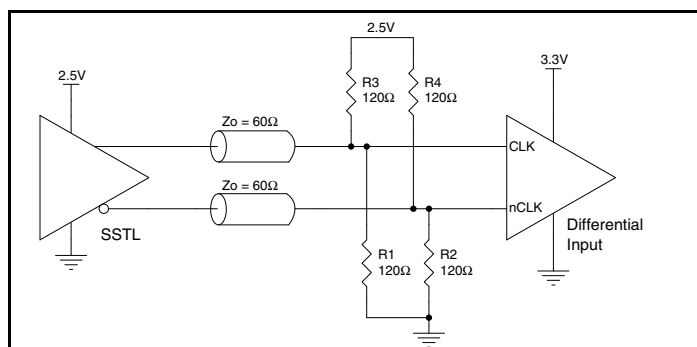 2.5V
2.5V
3.3V
R3
120Ω
R4
120Ω
Zo = 60Ω
CLK
Zo = 60Ω
nCLK
SSTL
Differential
Input
R1
120Ω
R2
120Ω